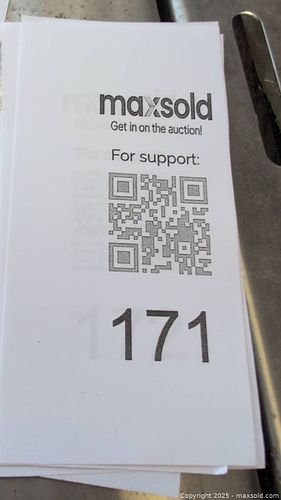 maxsold
Get in on the auction!
For support:
171
Copyright © 2025 - maxsold.com